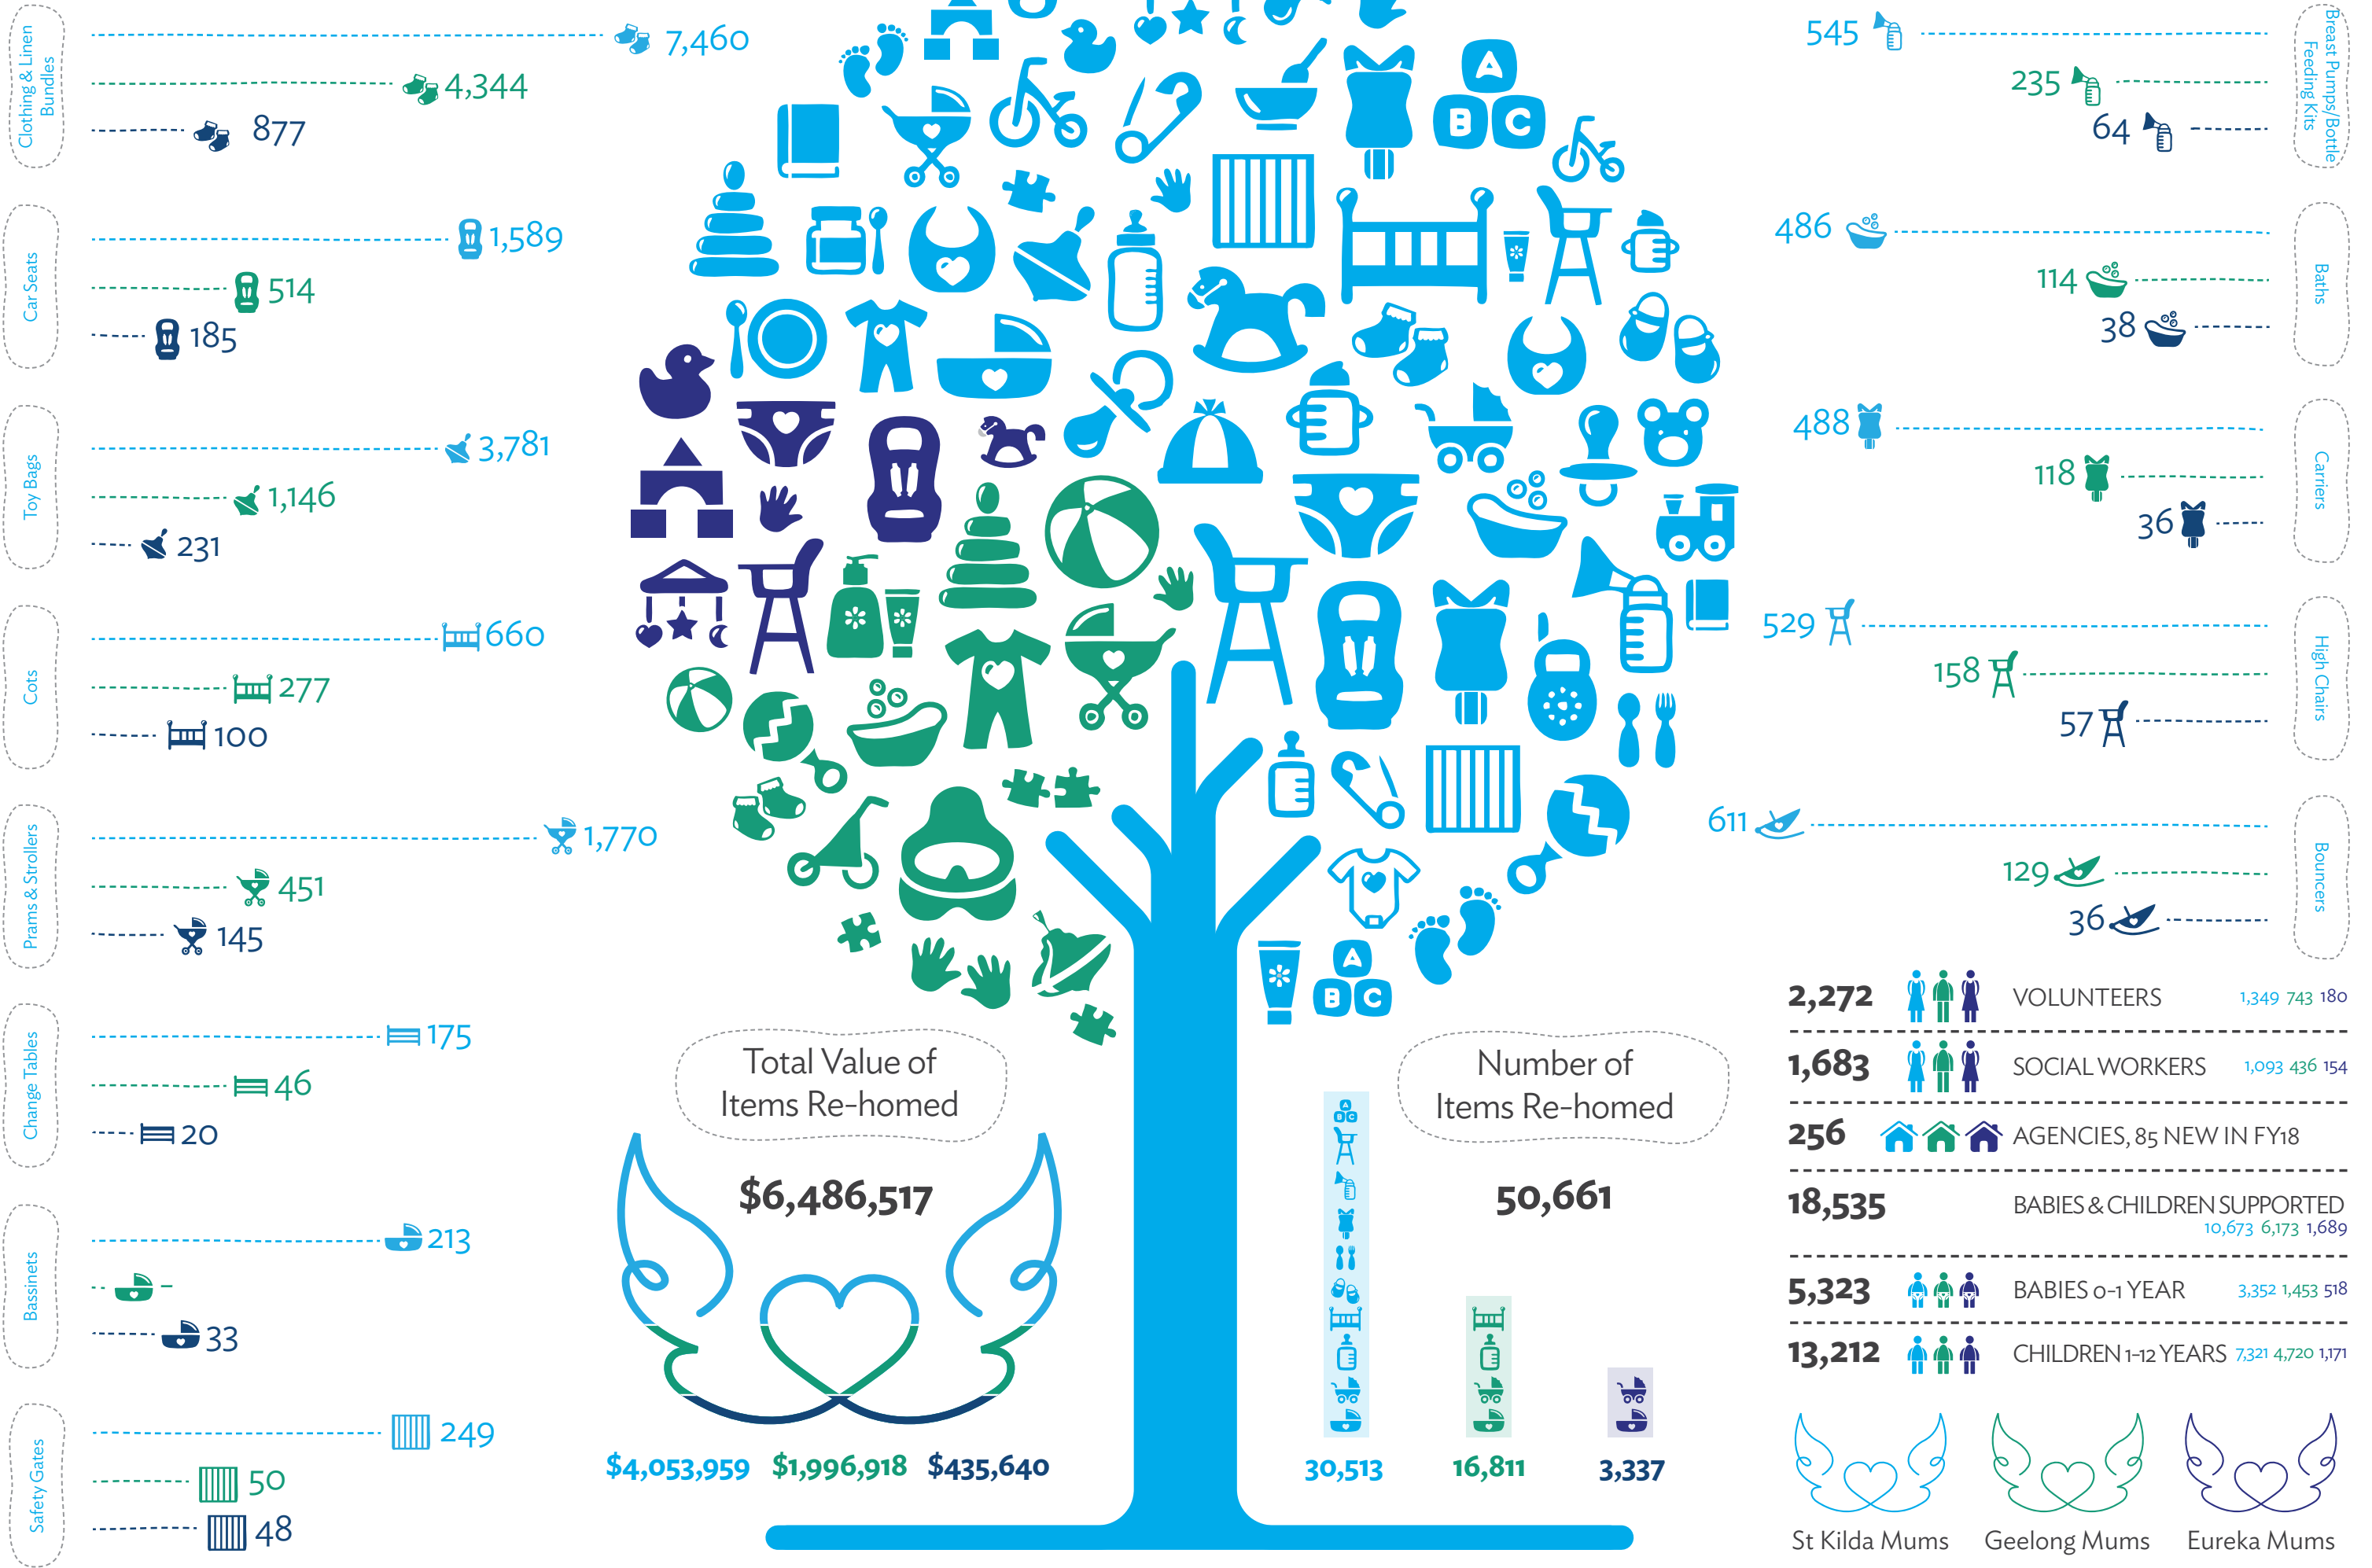 Clothing & Linen
Bundles
7,460
4,344
877
Car Seats
1,589
514
185
Toy Bags
3,781
1,146
231
Cots
660
277
100
Prams & Strollers
1,770
451
145
Change Tables
175
46
20
Bassinets
213
–
33
Safety Gates
249
50
48
A
B C
A
B C
Total Value of
Items Re-homed
$6,486,517
$4,053,959 $1,996,918 $435,640
Number of
Items Re-homed
50,661
A
B C
30,513 16,811 3,337
Breast Pumps/Bottle
Feeding Kits
545
235
64
Baths
486
114
38
Carriers
488
118
36
High Chairs
529
158
57
Bouncers
611
129
36
2,272 VOLUNTEERS 1,349 743 180
1,683 SOCIAL WORKERS 1,093 436 154
256 AGENCIES, 85 NEW IN FY18
18,535 BABIES & CHILDREN SUPPORTED
10,673 6,173 1,689
5,323 BABIES 0-1 YEAR 3,352 1,453 518
13,212 CHILDREN 1-12 YEARS 7,321 4,720 1,171
St Kilda Mums Geelong Mums Eureka Mums